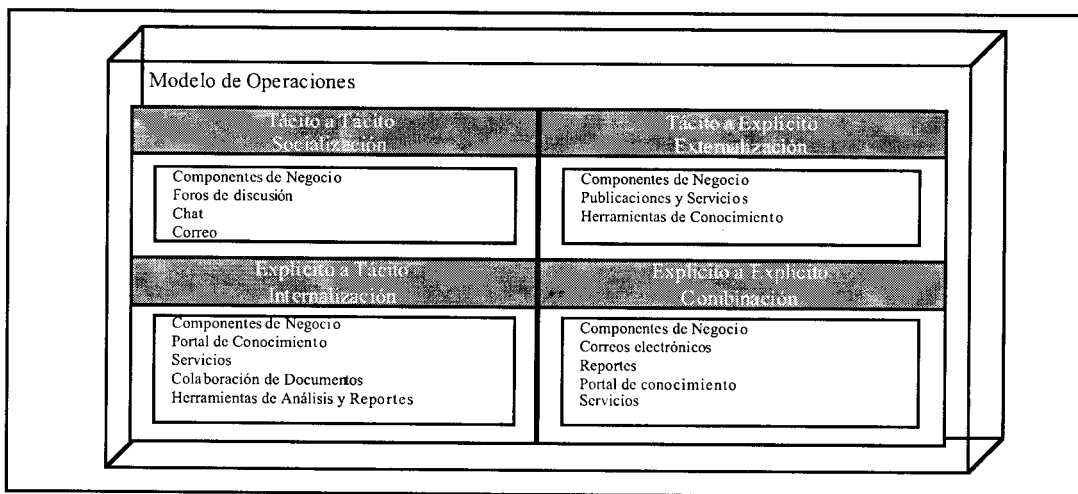 Modelo de Operaciones
Tácito a Tácito
Socialización
Componentes de Negocio
Foros de discusión
Chat
Correo
Tácito a Explícito
Externalización
Componentes de Negocio
Publicaciones y Servicios
Herramientas de Conocimiento
Explícito a Tácito
Internalización
Componentes de Negocio
Portal de Conocimiento
Servicios
Colaboración de Documentos
Herramientas de Análisis y Reportes
Explícito a Explícito
Combinación
Componentes de Negocio
Correos electrónicos
Reportes
Portal de conocimiento
Servicios